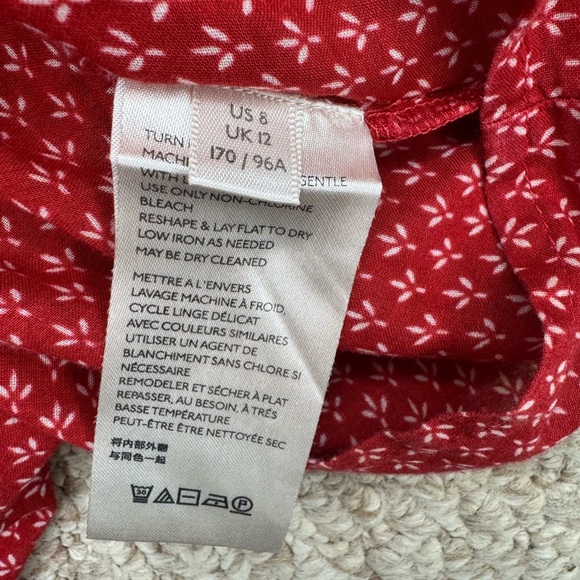 US 8
UK 12
170 / 96A
TURN
MACHI GENTLE
WITH
USE ONLY NON-CHLORINE
BLEACH
RESHAPE & LAY FLAT TO DRY
LOW IRON AS NEEDED
MAY BE DRY CLEANED
METTRE A L'ENVERS
LAVAGE MACHINE À FROID,
CYCLE LINGE DÉLICAT
AVEC COULEURS SIMILAIRES
UTILISER UN AGENT DE
BLANCHIMENT SANS CHLORE SI
NÉCESSAIRE
REMODELER ET SÉCHER À PLAT
REPASSER, AU BESOIN, À TRÈS
BASSE TEMPÉRATURE
PEUT-ÊTRE ÊTRE NETTOYÉE SEC
将内部外翻
与同色一起
30
P